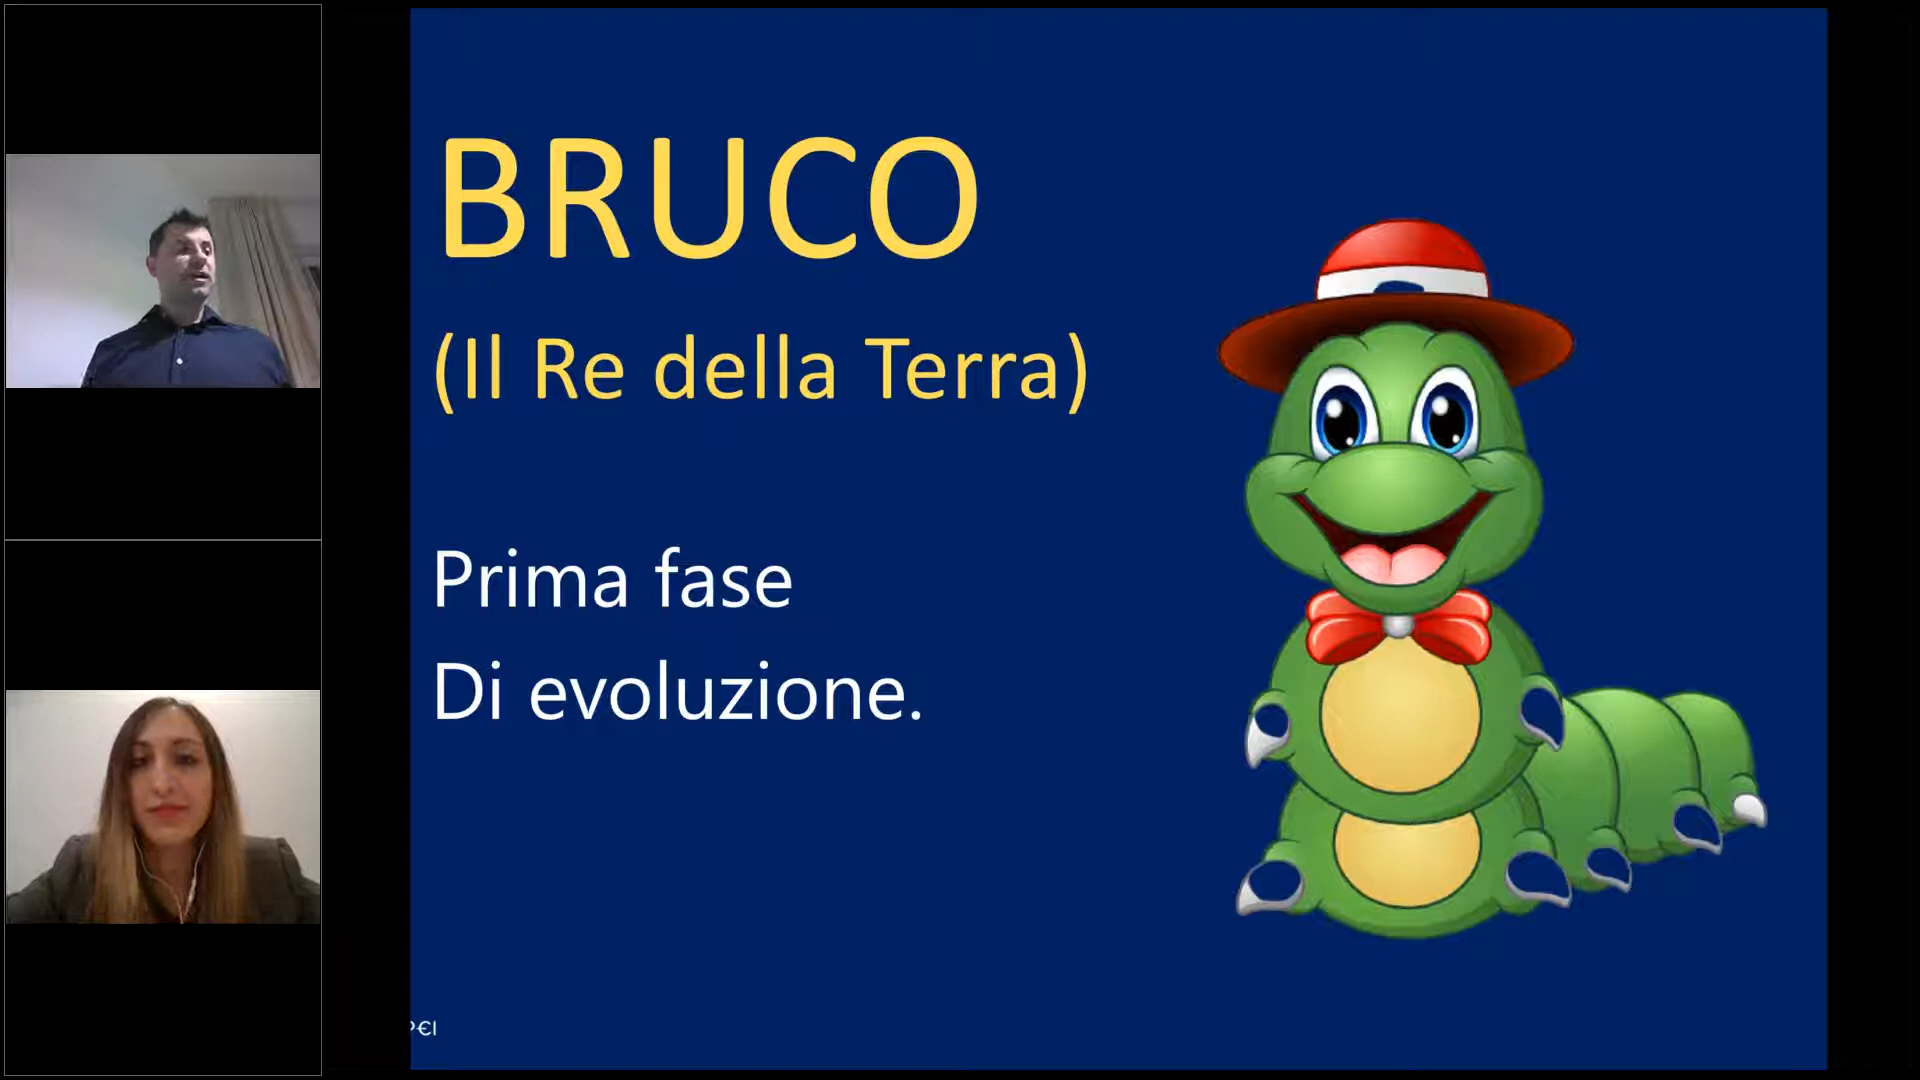 BRUCO
(Il Re della Terra)
Prima fase
Di evoluzione.